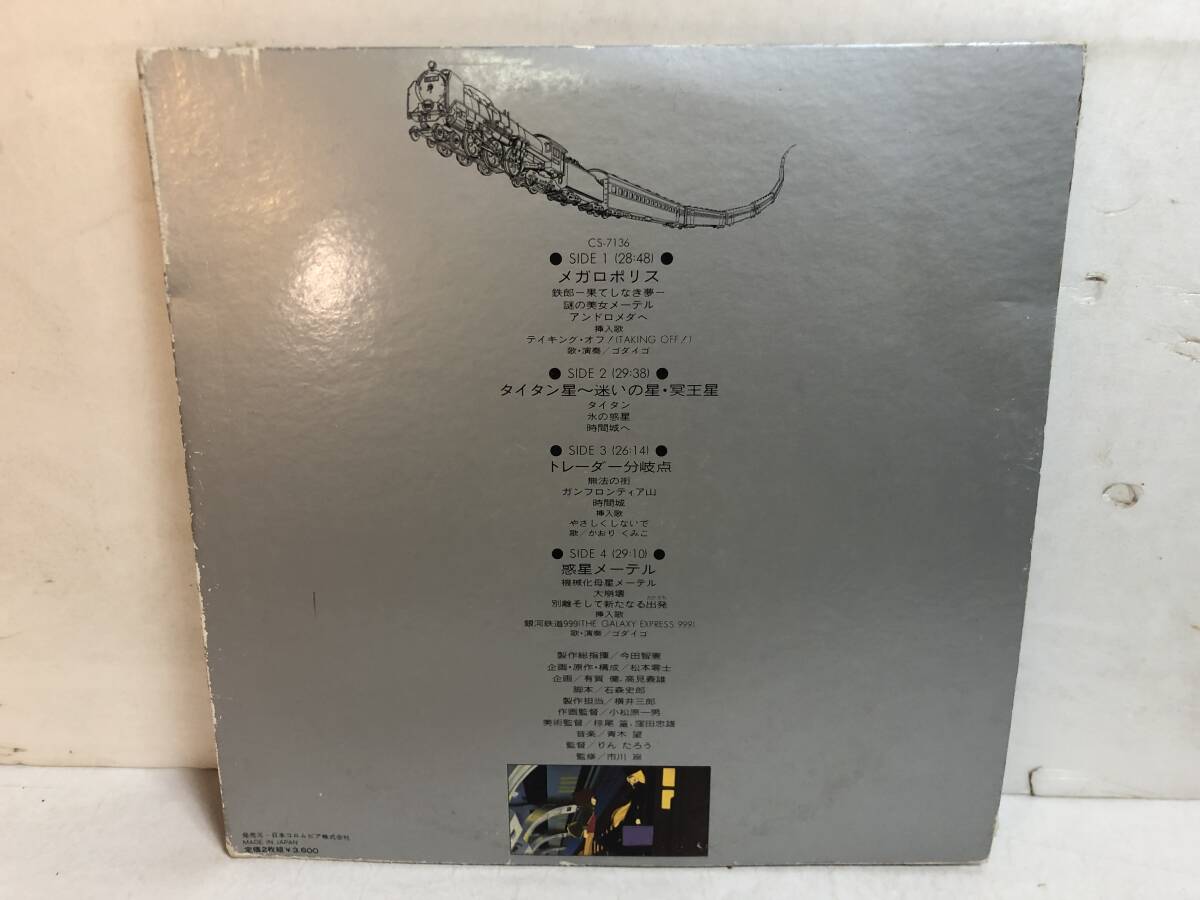 CS-7136
● SIDE 1 (28:48) ●
メガロポリス
鉄郎ー果てしなき夢ー
謎の美女メーテル
アンドロメダへ
挿入歌
テイキング・オフ!(TAKING OFF!)
歌・演奏/ゴダイゴ
● SIDE 2 (29:38) ●
タイタン星〜迷いの星・冥王星
タイタン
氷の惑星
時間城へ
● SIDE 3 (26:14) ●
トレーダー分岐点
無法の街
ガンフロンティア山
時間城
挿入歌
やさしくしないで
歌/かおり くみこ
● SIDE 4 (29:10) ●
惑星メーテル
機械化母星メーテル
大崩壊
別離そして新たなる出発
挿入歌
銀河鉄道999(THE GALAXY EXPRESS 999)
歌・演奏/ゴダイゴ
製作総指揮/今田智憲
企画・原作・構成/松本零士
企画/有賀 健、高見義雄
脚本/石森史郎
製作担当/横井三郎
作画監督/小松原一男
美術監督/椋尾 篁、窪田忠雄
音楽/青木 望
監督/りん たろう
監修/市川 崑
発売元・日本コロムビア株式会社
MADE IN JAPAN
定価2枚組¥3,600